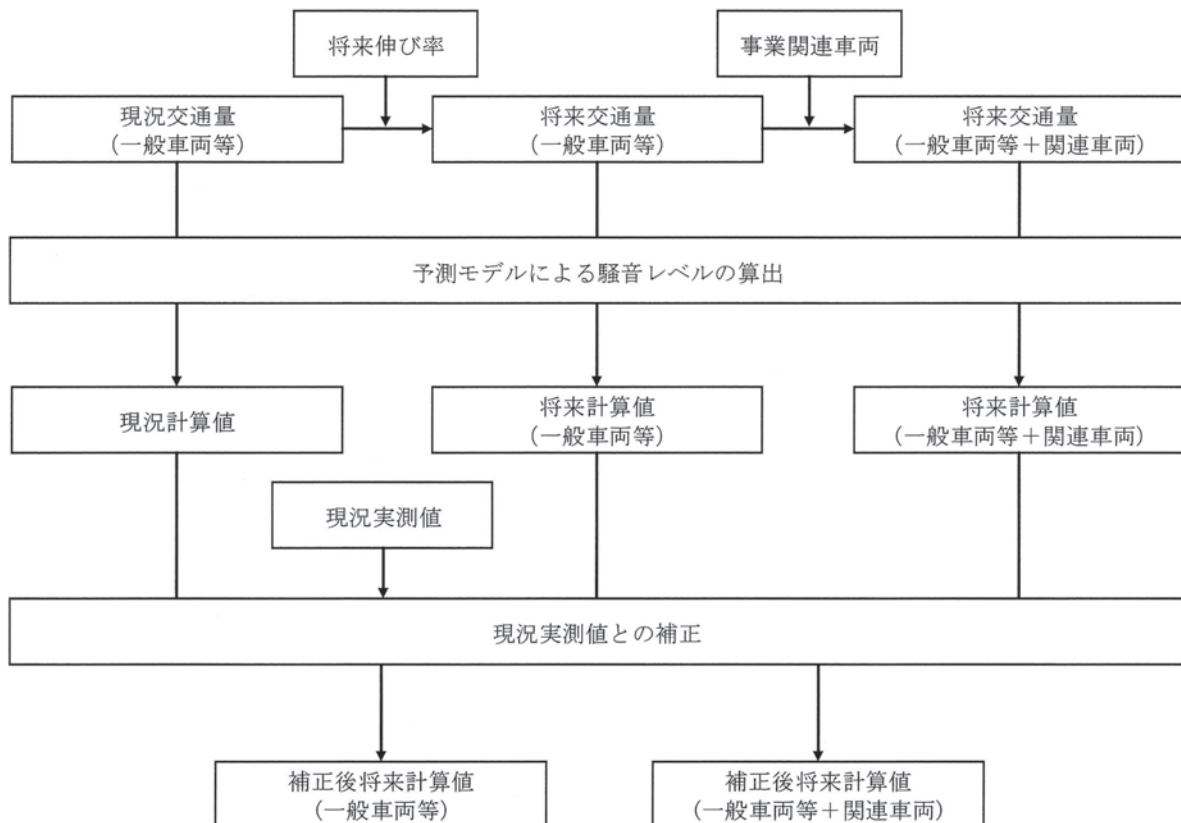 将来伸び率
事業関連車両
現況交通量
(一般車両等)
将来交通量
(一般車両等)
将来交通量
(一般車両等＋関連車両)
予測モデルによる騒音レベルの算出
現況計算値
将来計算値
(一般車両等)
将来計算値
(一般車両等＋関連車両)
現況実測値
現況実測値との補正
補正後将来計算値
(一般車両等)
補正後将来計算値
(一般車両等＋関連車両)